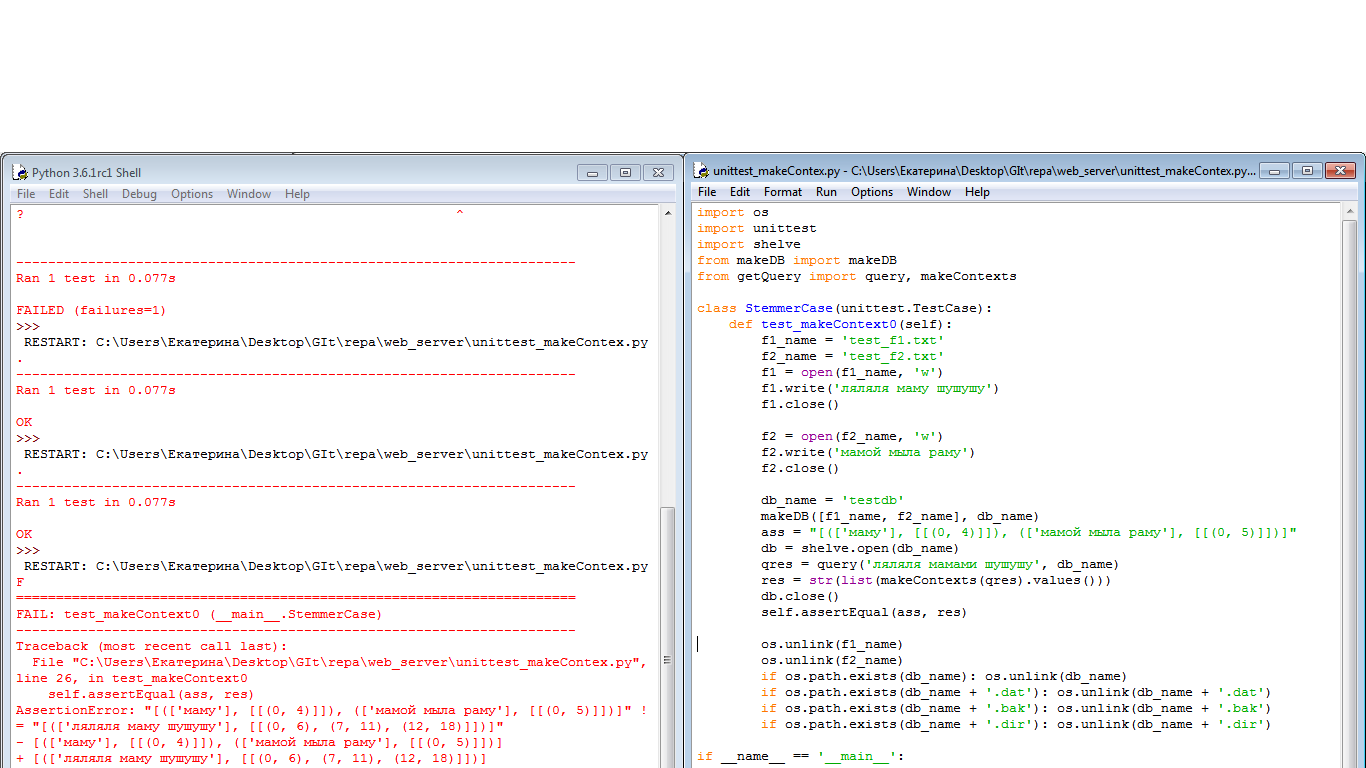 Python 3.6.1rc1 Shell
File Edit Shell Debug Options Window Help
? ^
----------------------------------------------------------------------
Ran 1 test in 0.077s
FAILED (failures=1)
>>>
RESTART: C:\Users\Екатерина\Desktop\GIt\repa\web_server\unittest_makeContex.py
.
----------------------------------------------------------------------
Ran 1 test in 0.077s
OK
>>>
RESTART: C:\Users\Екатерина\Desktop\GIt\repa\web_server\unittest_makeContex.py
.
----------------------------------------------------------------------
Ran 1 test in 0.077s
OK
>>>
RESTART: C:\Users\Екатерина\Desktop\GIt\repa\web_server\unittest_makeContex.py
F
======================================================================
FAIL: test_makeContext0 (__main__.StemmerCase)
----------------------------------------------------------------------
Traceback (most recent call last):
File "C:\Users\Екатерина\Desktop\GIt\repa\web_server\unittest_makeContex.py",
line 26, in test_makeContext0
self.assertEqual(ass, res)
AssertionError: "[(['маму'], [[(0, 4)]]), (['мамой мыла раму'], [[(0, 5)]])]" !
= "[(['ляляля маму шушушу'], [[(0, 6), (7, 11), (12, 18)]])]"
- [(['маму'], [[(0, 4)]]), (['мамой мыла раму'], [[(0, 5)]])]
+ [(['ляляля маму шушушу'], [[(0, 6), (7, 11), (12, 18)]])]
unittest_makeContex.py - C:\Users\Екатерина\Desktop\GIt\repa\web_server\unittest_makeContex.py...
File Edit Format Run Options Window Help
import os
import unittest
import shelve
from makeDB import makeDB
from getQuery import query, makeContexts
class StemmerCase(unittest.TestCase):
def test_makeContext0(self):
f1_name = 'test_f1.txt'
f2_name = 'test_f2.txt'
f1 = open(f1_name, 'w')
f1.write('ляляля маму шушушу')
f1.close()
f2 = open(f2_name, 'w')
f2.write('мамой мыла раму')
f2.close()
db_name = 'testdb'
makeDB([f1_name, f2_name], db_name)
ass = "[(['маму'], [[(0, 4)]]), (['мамой мыла раму'], [[(0, 5)]])]"
db = shelve.open(db_name)
qres = query('ляляля мамами шушушу', db_name)
res = str(list(makeContexts(qres).values()))
db.close()
self.assertEqual(ass, res)
os.unlink(f1_name)
os.unlink(f2_name)
if os.path.exists(db_name): os.unlink(db_name)
if os.path.exists(db_name + '.dat'): os.unlink(db_name + '.dat')
if os.path.exists(db_name + '.bak'): os.unlink(db_name + '.bak')
if os.path.exists(db_name + '.dir'): os.unlink(db_name + '.dir')
if __name__ == '__main__':